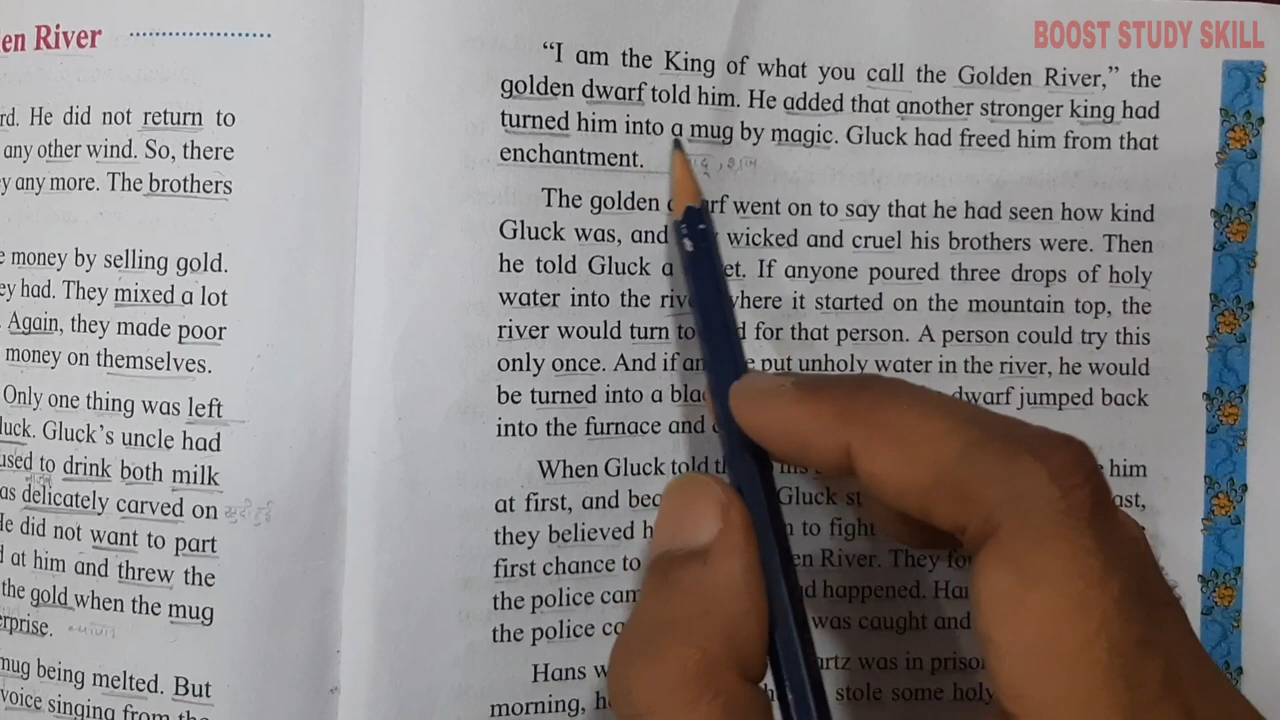 BOOST STUDY SKILL
en River
rd. He did not return to
any other wind. So, there
y any more. The brothers
e money by selling gold.
ey had. They mixed a lot
Again, they made poor
money on themselves.
Only one thing was left
luck. Gluck's uncle had
used to drink both milk
as delicately carved on खुदी हुई
He did not want to part
d at him and threw the
the gold when the mug
rprise.
mug being melted. But
voice singing from the
"I am the King of what you call the Golden River," the
golden dwarf told him. He added that another stronger king had
turned him into a mug by magic. Gluck had freed him from that
enchantment.
The golden dwarf went on to say that he had seen how kind
Gluck was, and wicked and cruel his brothers were. Then
he told Gluck a et. If anyone poured three drops of holy
water into the river where it started on the mountain top, the
river would turn to d for that person. A person could try this
only once. And if an e put unholy water in the river, he would
be turned into a bla dwarf jumped back
into the furnace and
When Gluck told him
at first, and bec Gluck st ast,
they believed h to fight
first chance to en River. They fo
the police cam d happened. Han
the police co was caught and
Hans w artz was in priso
morning, h stole some holy